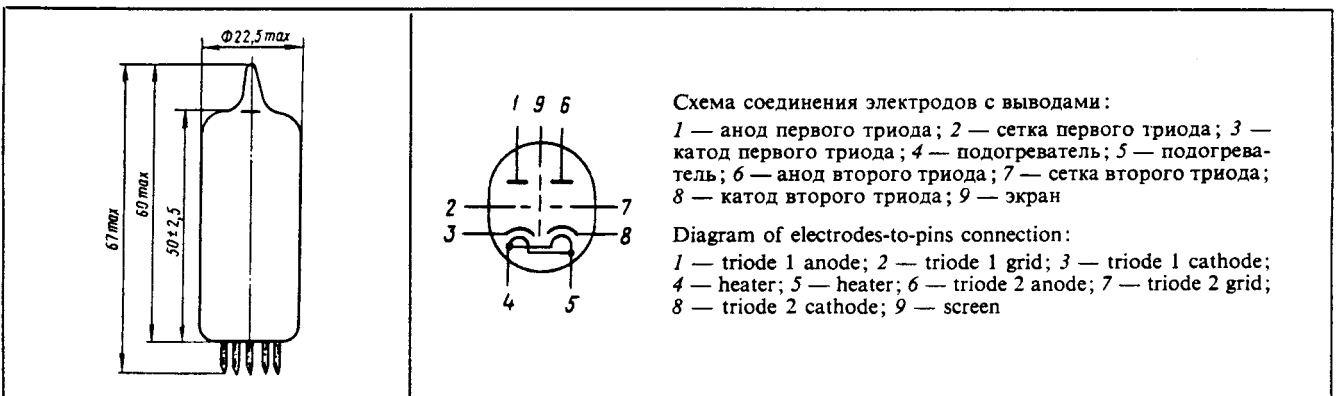 Ф22,5 max
67 max
60 max
50±2,5
1 9 6
2 7
3 8
4 5
Схема соединения электродов с выводами:
1 — анод первого триода; 2 — сетка первого триода; 3 —
катод первого триода; 4 — подогреватель; 5 — подогрева-
тель; 6 — анод второго триода; 7 — сетка второго триода;
8 — катод второго триода; 9 — экран
Diagram of electrodes-to-pins connection:
1 — triode 1 anode; 2 — triode 1 grid; 3 — triode 1 cathode;
4 — heater; 5 — heater; 6 — triode 2 anode; 7 — triode 2 grid;
8 — triode 2 cathode; 9 — screen